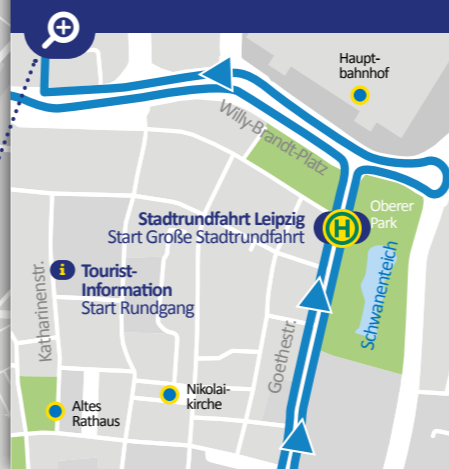 Haupt-
bahnhof
Willy-Brandt-Platz
Oberer
Park
Stadtrundfahrt Leipzig
Start Große Stadtrundfahrt
H
Schwanenteich
i
Tourist-
Information
Start Rundgang
Katharinenstr.
Goethestr.
Nikolai-
kirche
Altes
Rathaus